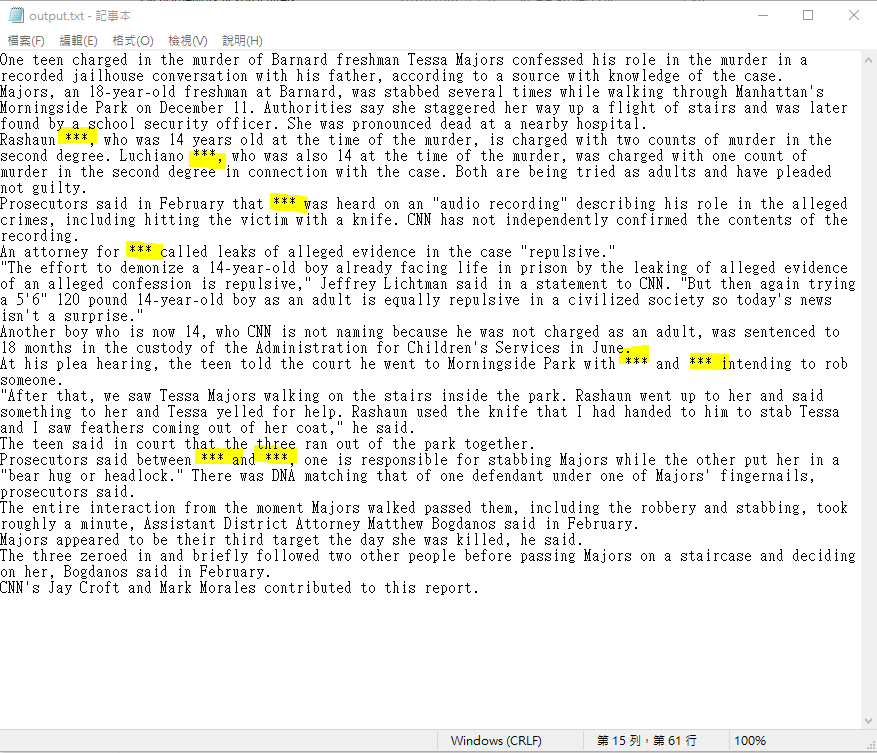 output.txt - 記事本
檔案(F) 編輯(E) 格式(O) 檢視(V) 說明(H)
One teen charged in the murder of Barnard freshman Tessa Majors confessed his role in the murder in a
recorded jailhouse conversation with his father, according to a source with knowledge of the case.
Majors, an 18-year-old freshman at Barnard, was stabbed several times while walking through Manhattan's
Morningside Park on December 11. Authorities say she staggered her way up a flight of stairs and was later
found by a school security officer. She was pronounced dead at a nearby hospital.
Rashaun ***, who was 14 years old at the time of the murder, is charged with two counts of murder in the
second degree. Luchiano ***, who was also 14 at the time of the murder, was charged with one count of
murder in the second degree in connection with the case. Both are being tried as adults and have pleaded
not guilty.
Prosecutors said in February that *** was heard on an "audio recording" describing his role in the alleged
crimes, including hitting the victim with a knife. CNN has not independently confirmed the contents of the
recording.
An attorney for *** called leaks of alleged evidence in the case "repulsive."
"The effort to demonize a 14-year-old boy already facing life in prison by the leaking of alleged evidence
of an alleged confession is repulsive," Jeffrey Lichtman said in a statement to CNN. "But then again trying
a 5'6" 120 pound 14-year-old boy as an adult is equally repulsive in a civilized society so today's news
isn't a surprise."
Another boy who is now 14, who CNN is not naming because he was not charged as an adult, was sentenced to
18 months in the custody of the Administration for Children's Services in June.
At his plea hearing, the teen told the court he went to Morningside Park with *** and *** intending to rob
someone.
"After that, we saw Tessa Majors walking on the stairs inside the park. Rashaun went up to her and said
something to her and Tessa yelled for help. Rashaun used the knife that I had handed to him to stab Tessa
and I saw feathers coming out of her coat," he said.
The teen said in court that the three ran out of the park together.
Prosecutors said between *** and ***, one is responsible for stabbing Majors while the other put her in a
"bear hug or headlock." There was DNA matching that of one defendant under one of Majors' fingernails,
prosecutors said.
The entire interaction from the moment Majors walked passed them, including the robbery and stabbing, took
roughly a minute, Assistant District Attorney Matthew Bogdanos said in February.
Majors appeared to be their third target the day she was killed, he said.
The three zeroed in and briefly followed two other people before passing Majors on a staircase and deciding
on her, Bogdanos said in February.
CNN's Jay Croft and Mark Morales contributed to this report.
Windows (CRLF) 第 15 列，第 61 行 100%